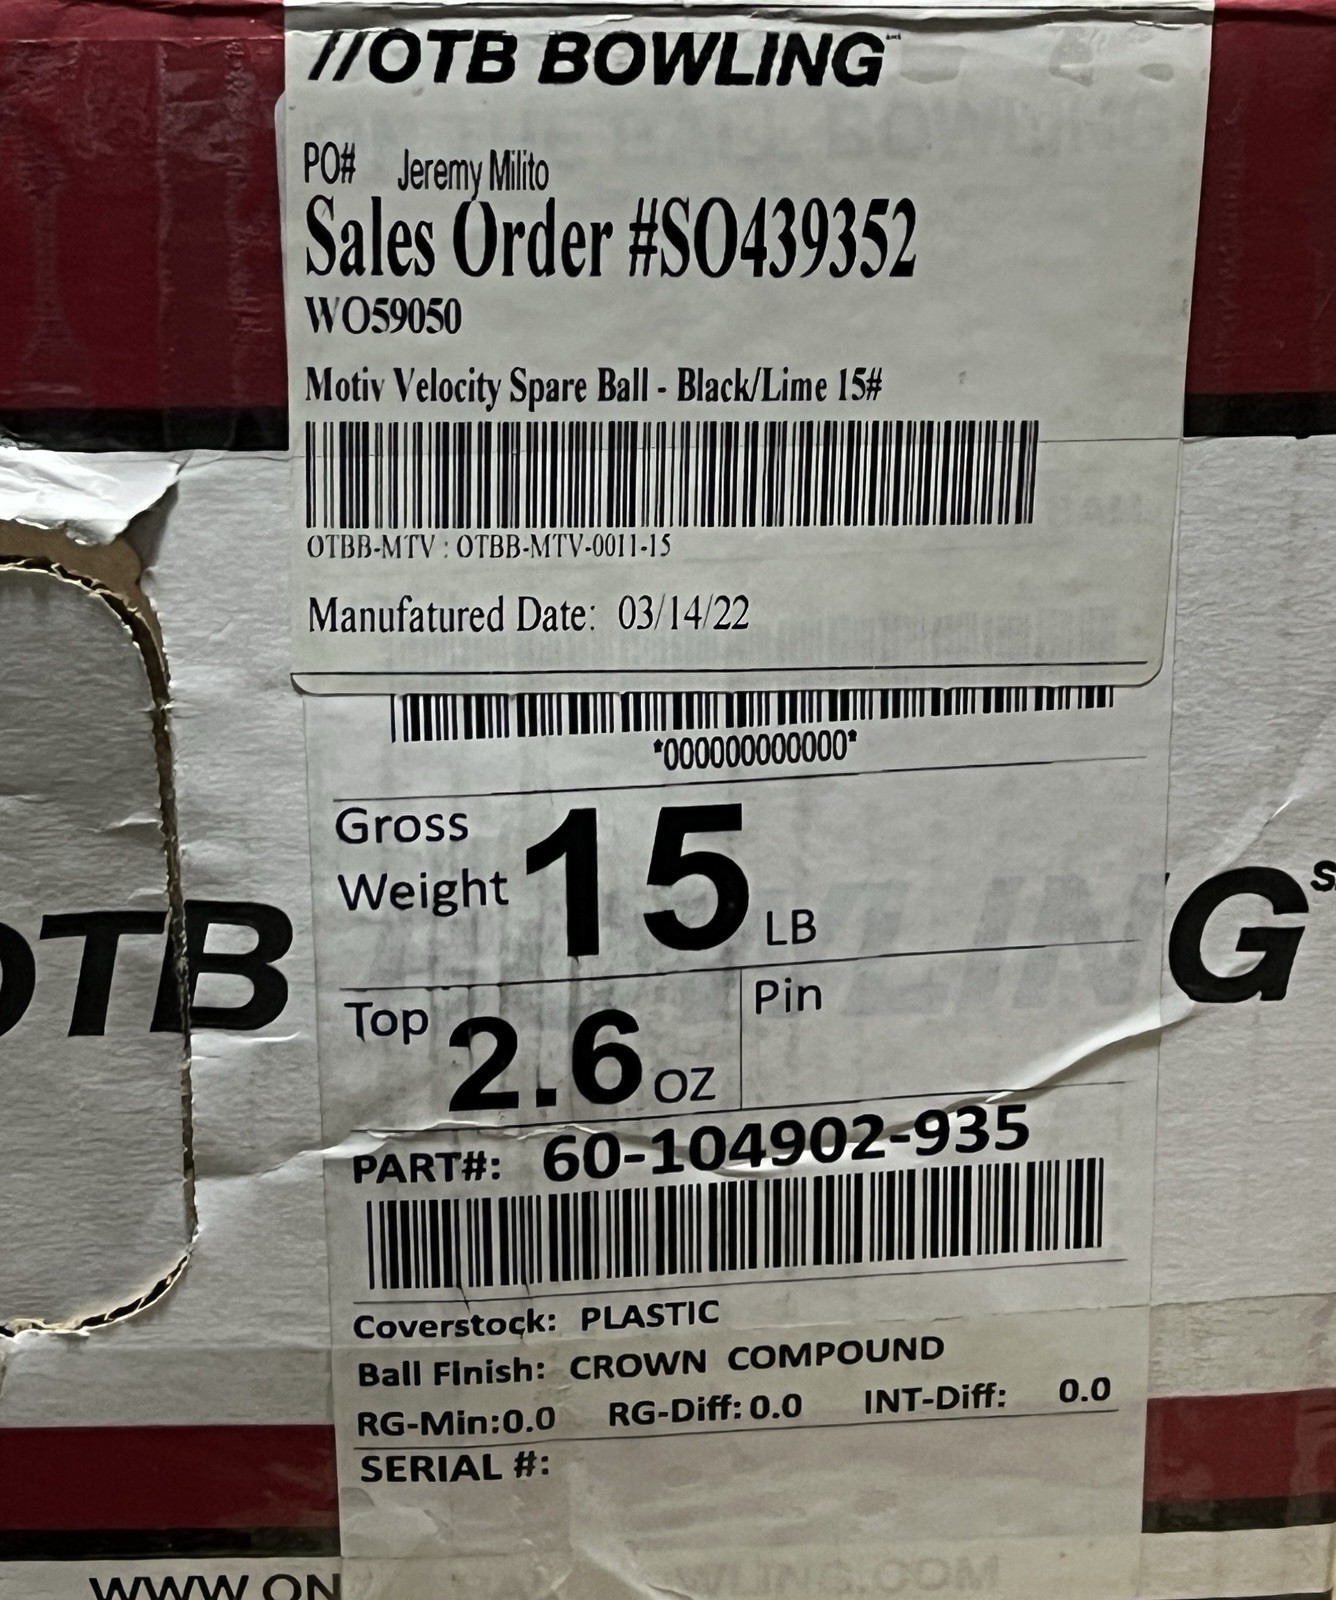 //OTB BOWLING
PO# Jeremy Milito
Sales Order #SO439352
WO59050
Motiv Velocity Spare Ball - Black/Lime 15#
OTBB-MTV : OTBB-MTV-0011-15
Manufatured Date: 03/14/22
*000000000000*
Gross
Weight 15 LB
Top 2.6 OZ Pin
OTB G
PART#: 60-104902-935
Coverstock: PLASTIC
Ball Finish: CROWN COMPOUND
RG-Min:0.0 RG-Diff: 0.0 INT-Diff: 0.0
SERIAL #:
WWW.ON